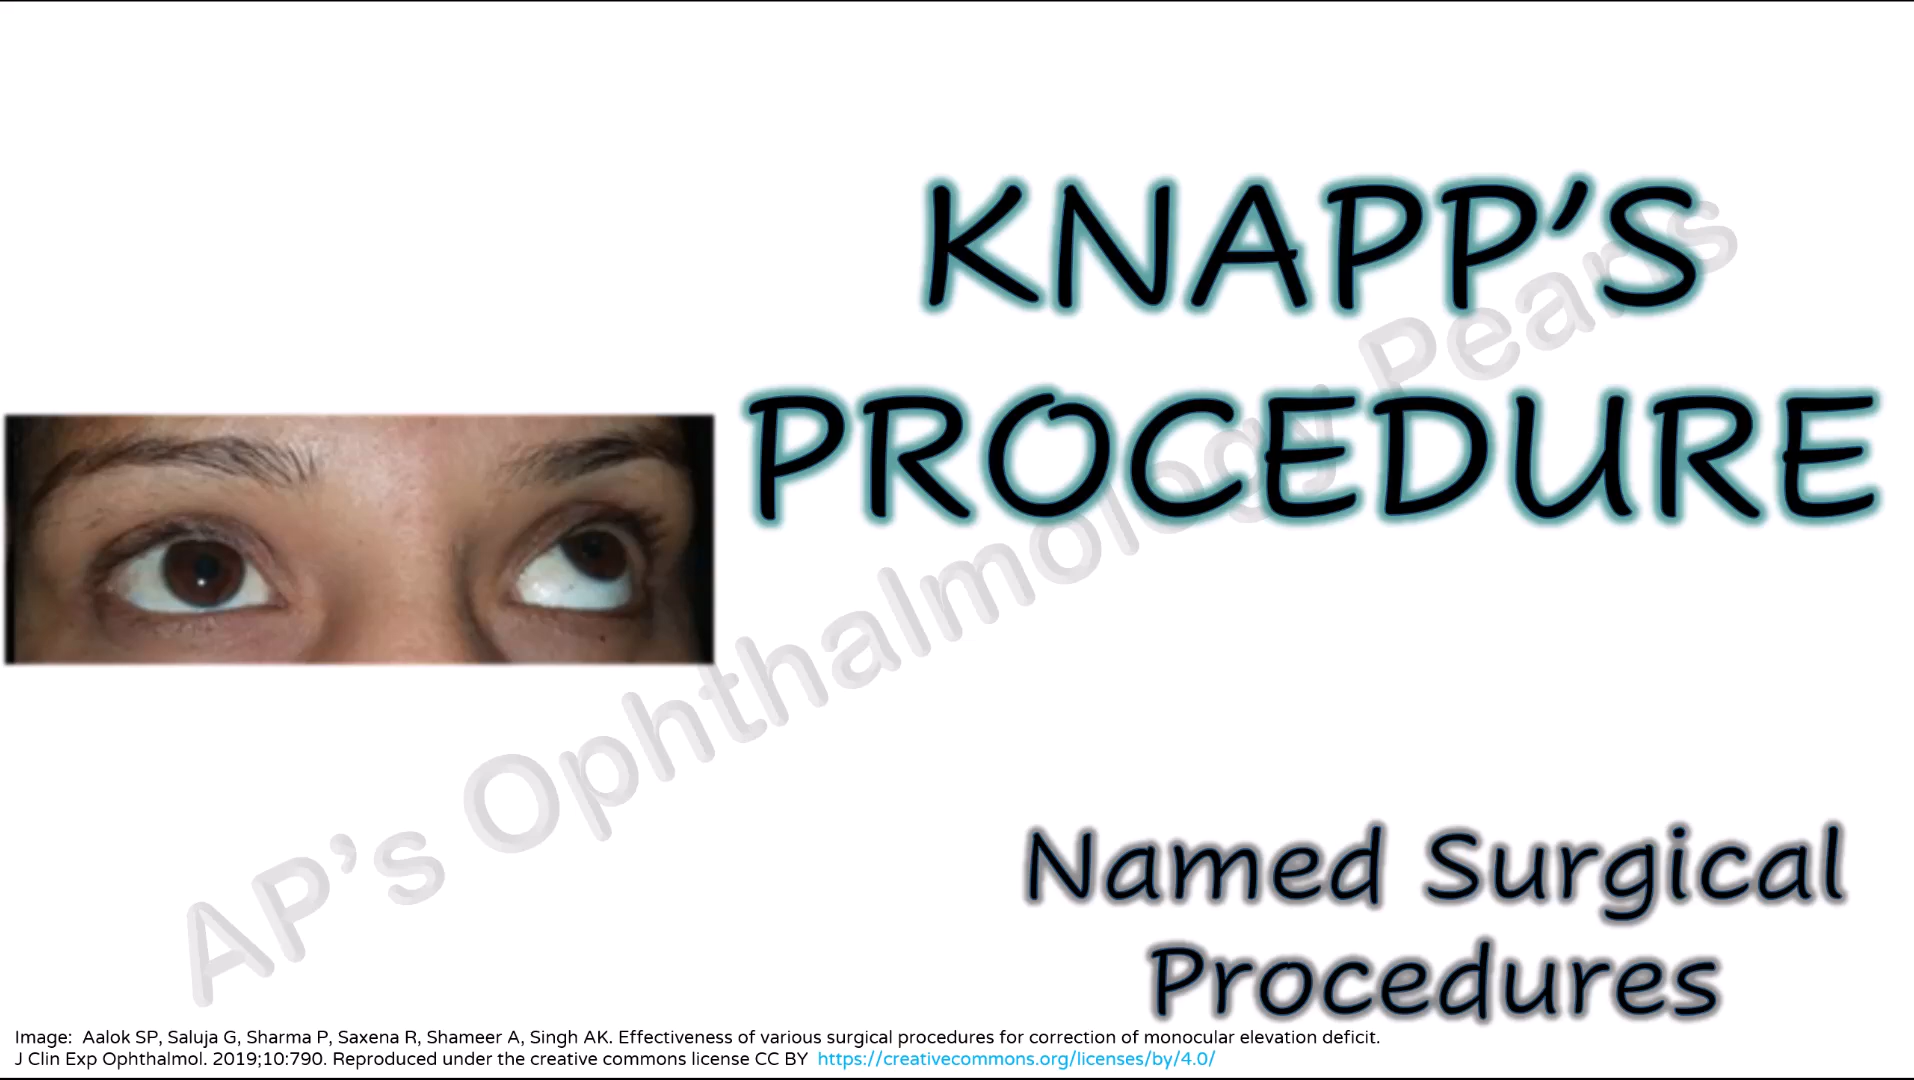 KNAPP’S
PROCEDURE
AP’s Ophthalmology Pearls
Named Surgical
Procedures
Image: Aalok SP, Saluja G, Sharma P, Saxena R, Shameer A, Singh AK. Effectiveness of various surgical procedures for correction of monocular elevation deficit.
J Clin Exp Ophthalmol. 2019;10:790. Reproduced under the creative commons license CC BY https://creativecommons.org/licenses/by/4.0/